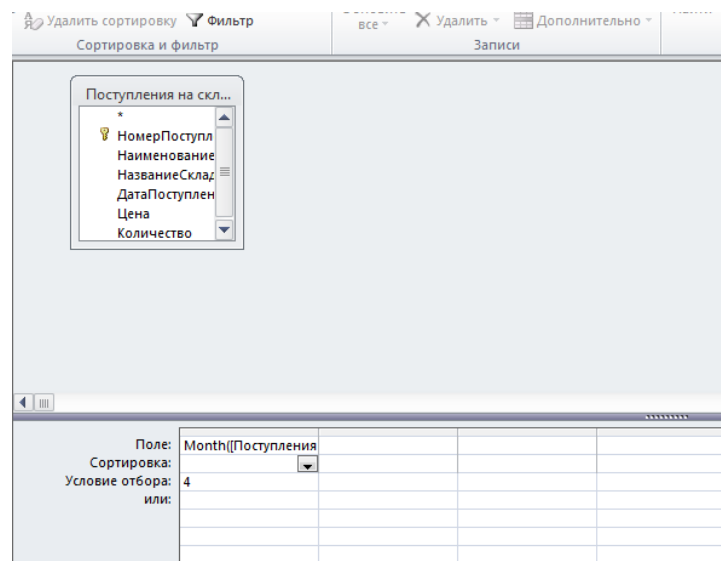 Удалить сортировку Фильтр
все Удалить Дополнительно
Сортировка и фильтр
Записи
Поступления на скл...
*
НомерПоступл
Наименование
НазваниеСклад
ДатаПоступлен
Цена
Количество
Поле: Month([Поступления
Сортировка:
Условие отбора: 4
или: